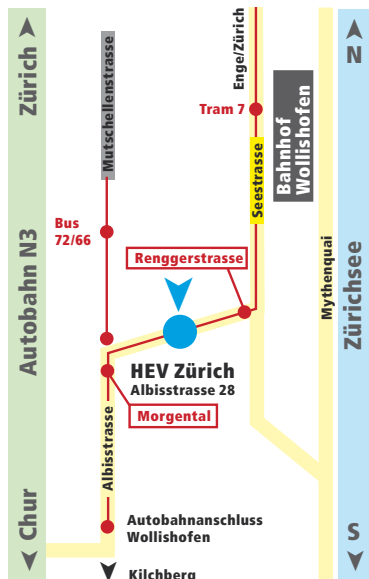 Zürich
Autobahn N3
Chur
Mutschellenstrasse
Enge/Zürich
Tram 7
Seestrasse
Bahnhof
Wollishofen
N
Zürichsee
S
Mythenquai
Bus
72/66
Renggerstrasse
HEV Zürich
Albisstrasse 28
Morgental
Albisstrasse
Autobahnanschluss
Wollishofen
Kilchberg